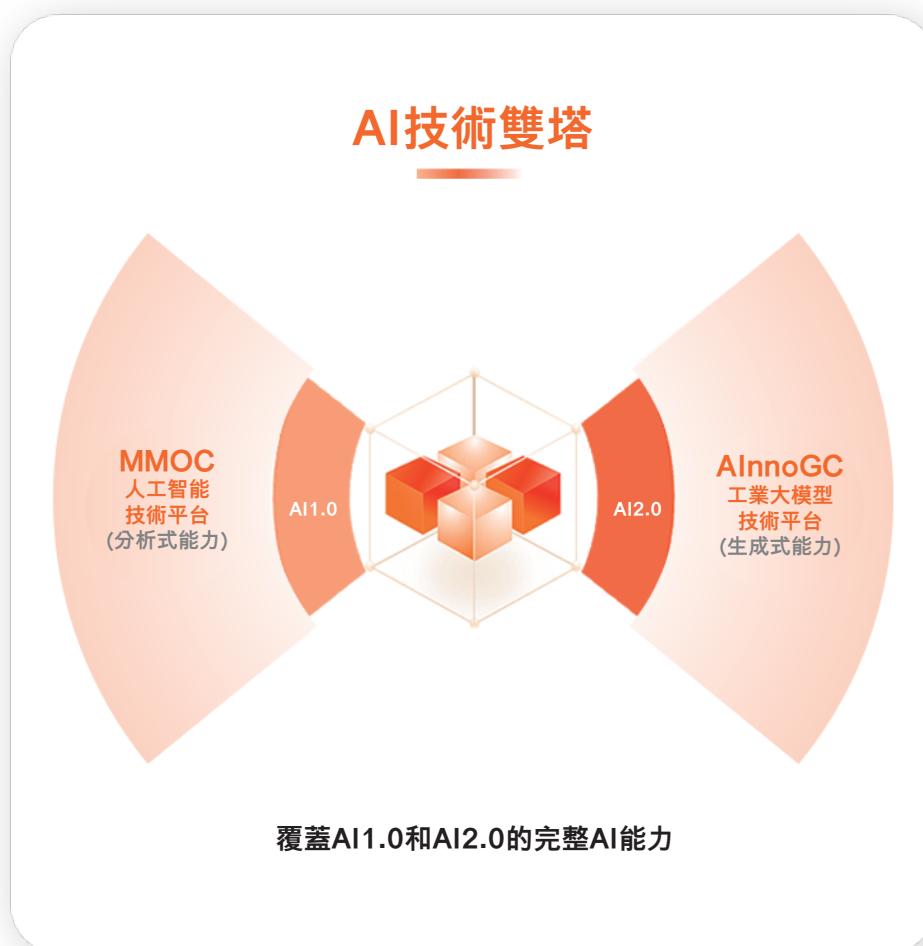 AI技術雙塔
MMOC
人工智能
技術平台
(分析式能力)
AI1.0
AI2.0
AInnoGC
工業大模型
技術平台
(生成式能力)
覆蓋AI1.0和AI2.0的完整AI能力